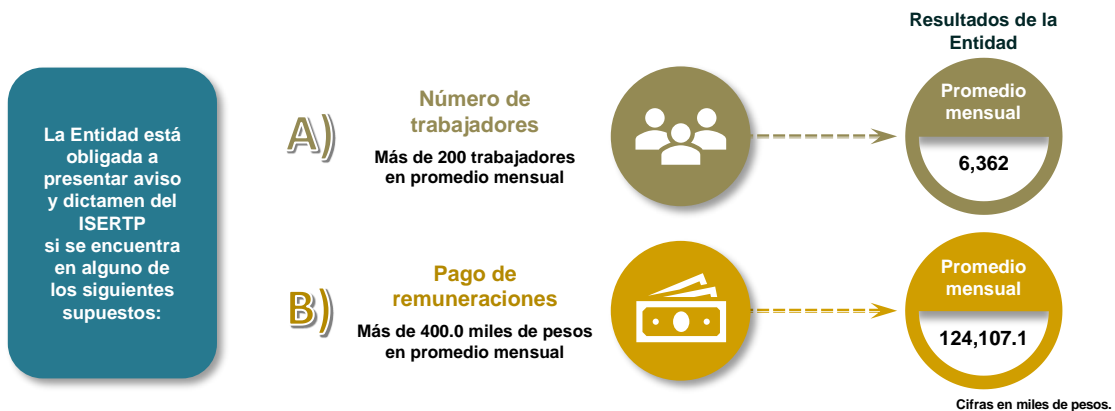 La Entidad está
obligada a
presentar aviso
y dictamen del
ISERTP
si se encuentra
en alguno de
los siguientes
supuestos:
A)
Número de
trabajadores
Más de 200 trabajadores
en promedio mensual
Resultados de la
Entidad
Promedio
mensual
6,362
B)
Pago de
remuneraciones
Más de 400.0 miles de pesos
en promedio mensual
Promedio
mensual
124,107.1
Cifras en miles de pesos.